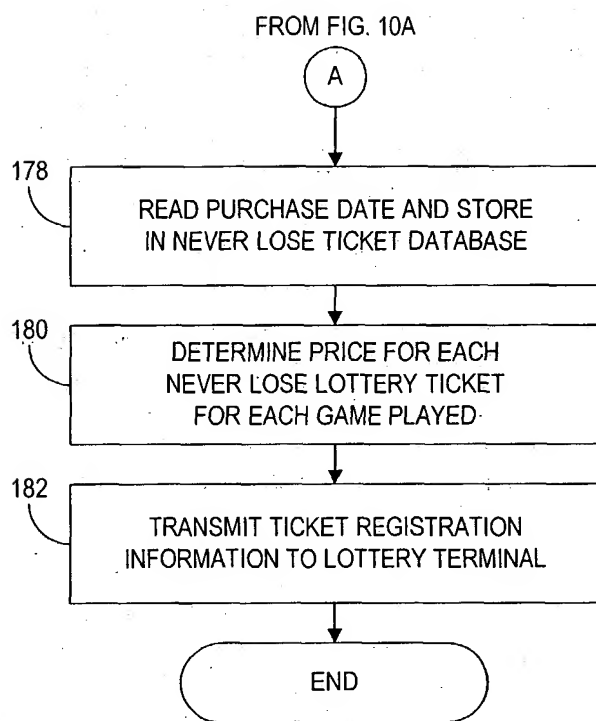 FROM FIG. 10A
A
178
READ PURCHASE DATE AND STORE
IN NEVER LOSE TICKET DATABASE
180
DETERMINE PRICE FOR EACH
NEVER LOSE LOTTERY TICKET
FOR EACH GAME PLAYED
182
TRANSMIT TICKET REGISTRATION
INFORMATION TO LOTTERY TERMINAL
END